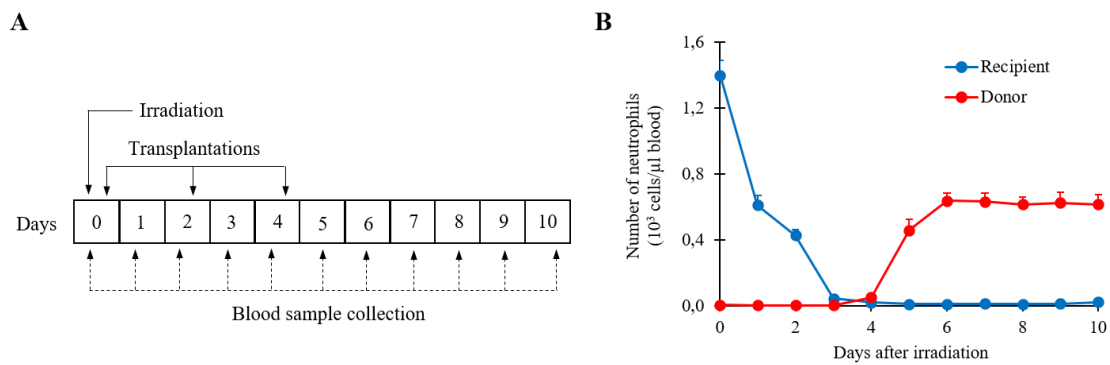 A
Irradiation
Transplantations
Days 0 1 2 3 4 5 6 7 8 9 10
Blood sample collection
B
Number of neutrophils
(10³ cells/µl blood)
1,6
1,2
0,8
0,4
0,0
0 2 4 6 8 10
Days after irradiation
Recipient
Donor